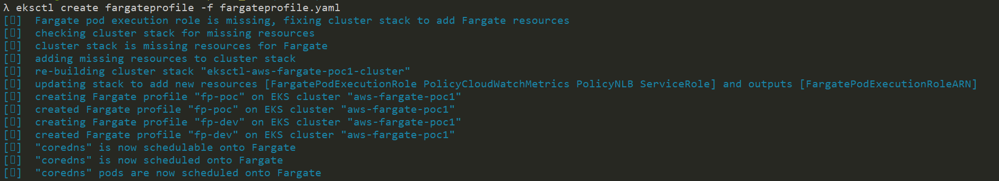 λ eksctl create fargateprofile -f fargateprofile.yaml
[▯]  Fargate pod execution role is missing, fixing cluster stack to add Fargate resources
[▯]  checking cluster stack for missing resources
[▯]  cluster stack is missing resources for Fargate
[▯]  adding missing resources to cluster stack
[▯]  re-building cluster stack "eksctl-aws-fargate-poc1-cluster"
[▯]  updating stack to add new resources [FargatePodExecutionRole PolicyCloudWatchMetrics PolicyNLB ServiceRole] and outputs [FargatePodExecutionRoleARN]
[▯]  creating Fargate profile "fp-poc" on EKS cluster "aws-fargate-poc1"
[▯]  created Fargate profile "fp-poc" on EKS cluster "aws-fargate-poc1"
[▯]  creating Fargate profile "fp-dev" on EKS cluster "aws-fargate-poc1"
[▯]  created Fargate profile "fp-dev" on EKS cluster "aws-fargate-poc1"
[▯]  "coredns" is now schedulable onto Fargate
[▯]  "coredns" is now scheduled onto Fargate
[▯]  "coredns" pods are now scheduled onto Fargate